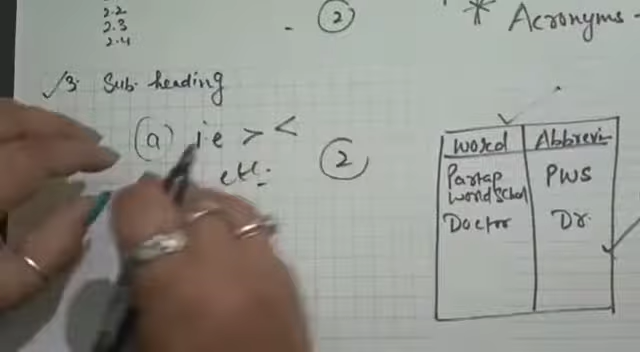 2.2
2.3
2.4
- ②
* Acronyms -
✓3. Sub. heading
(a) i.e > <
etc.
②
Word Abbrevi.
Partap PWS
World School
Doctor Dr.